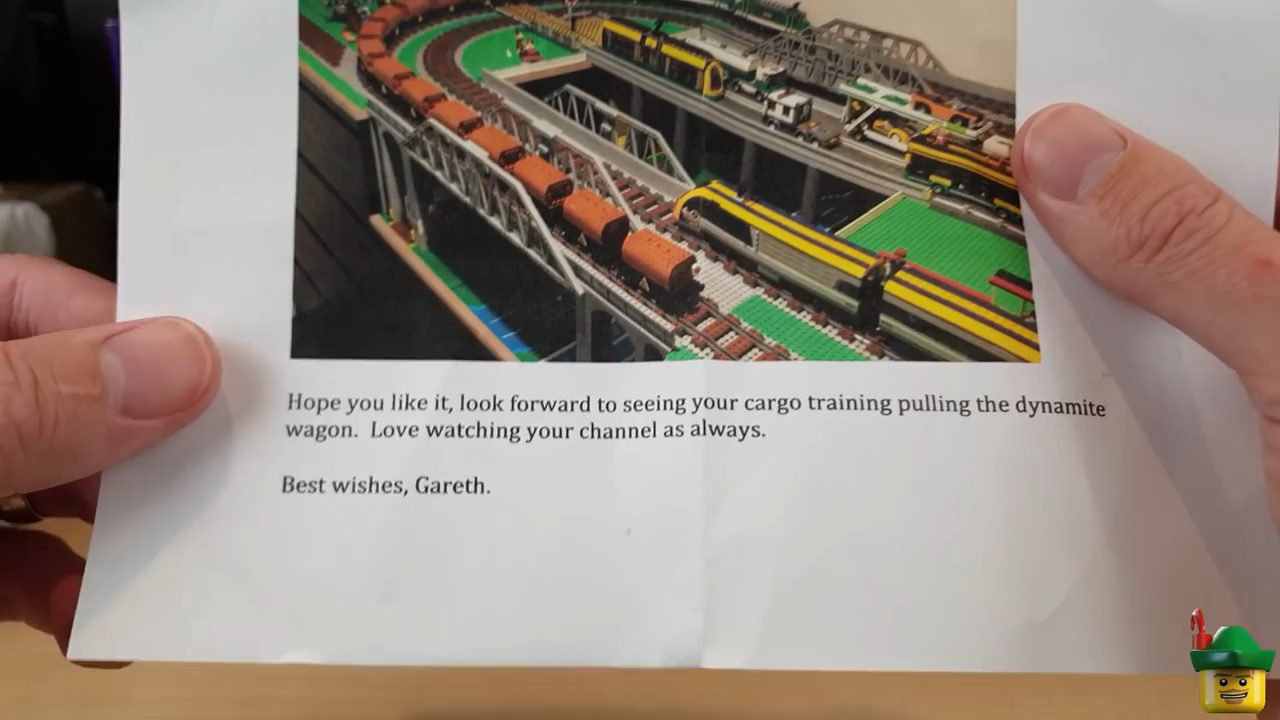 Hope you like it, look forward to seeing your cargo training pulling the dynamite
wagon.  Love watching your channel as always.
Best wishes, Gareth.